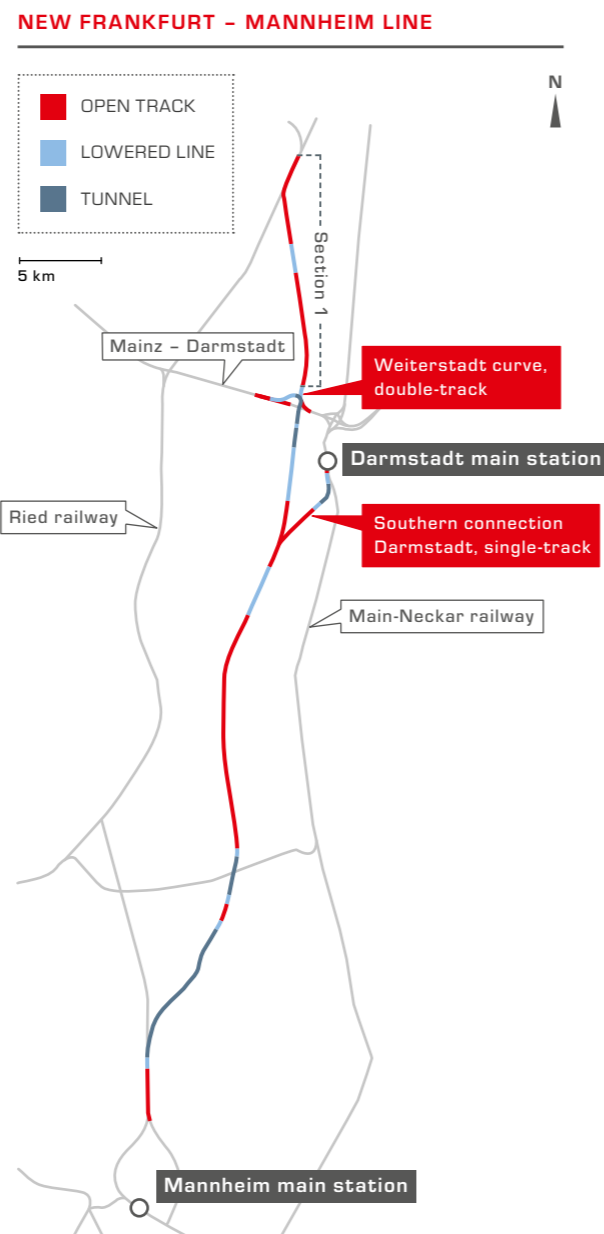 NEW FRANKFURT – MANNHEIM LINE
N
OPEN TRACK
LOWERED LINE
TUNNEL
5 km
Section 1
Mainz – Darmstadt
Weiterstadt curve,
double-track
Darmstadt main station
Ried railway
Southern connection
Darmstadt, single-track
Main-Neckar railway
Mannheim main station